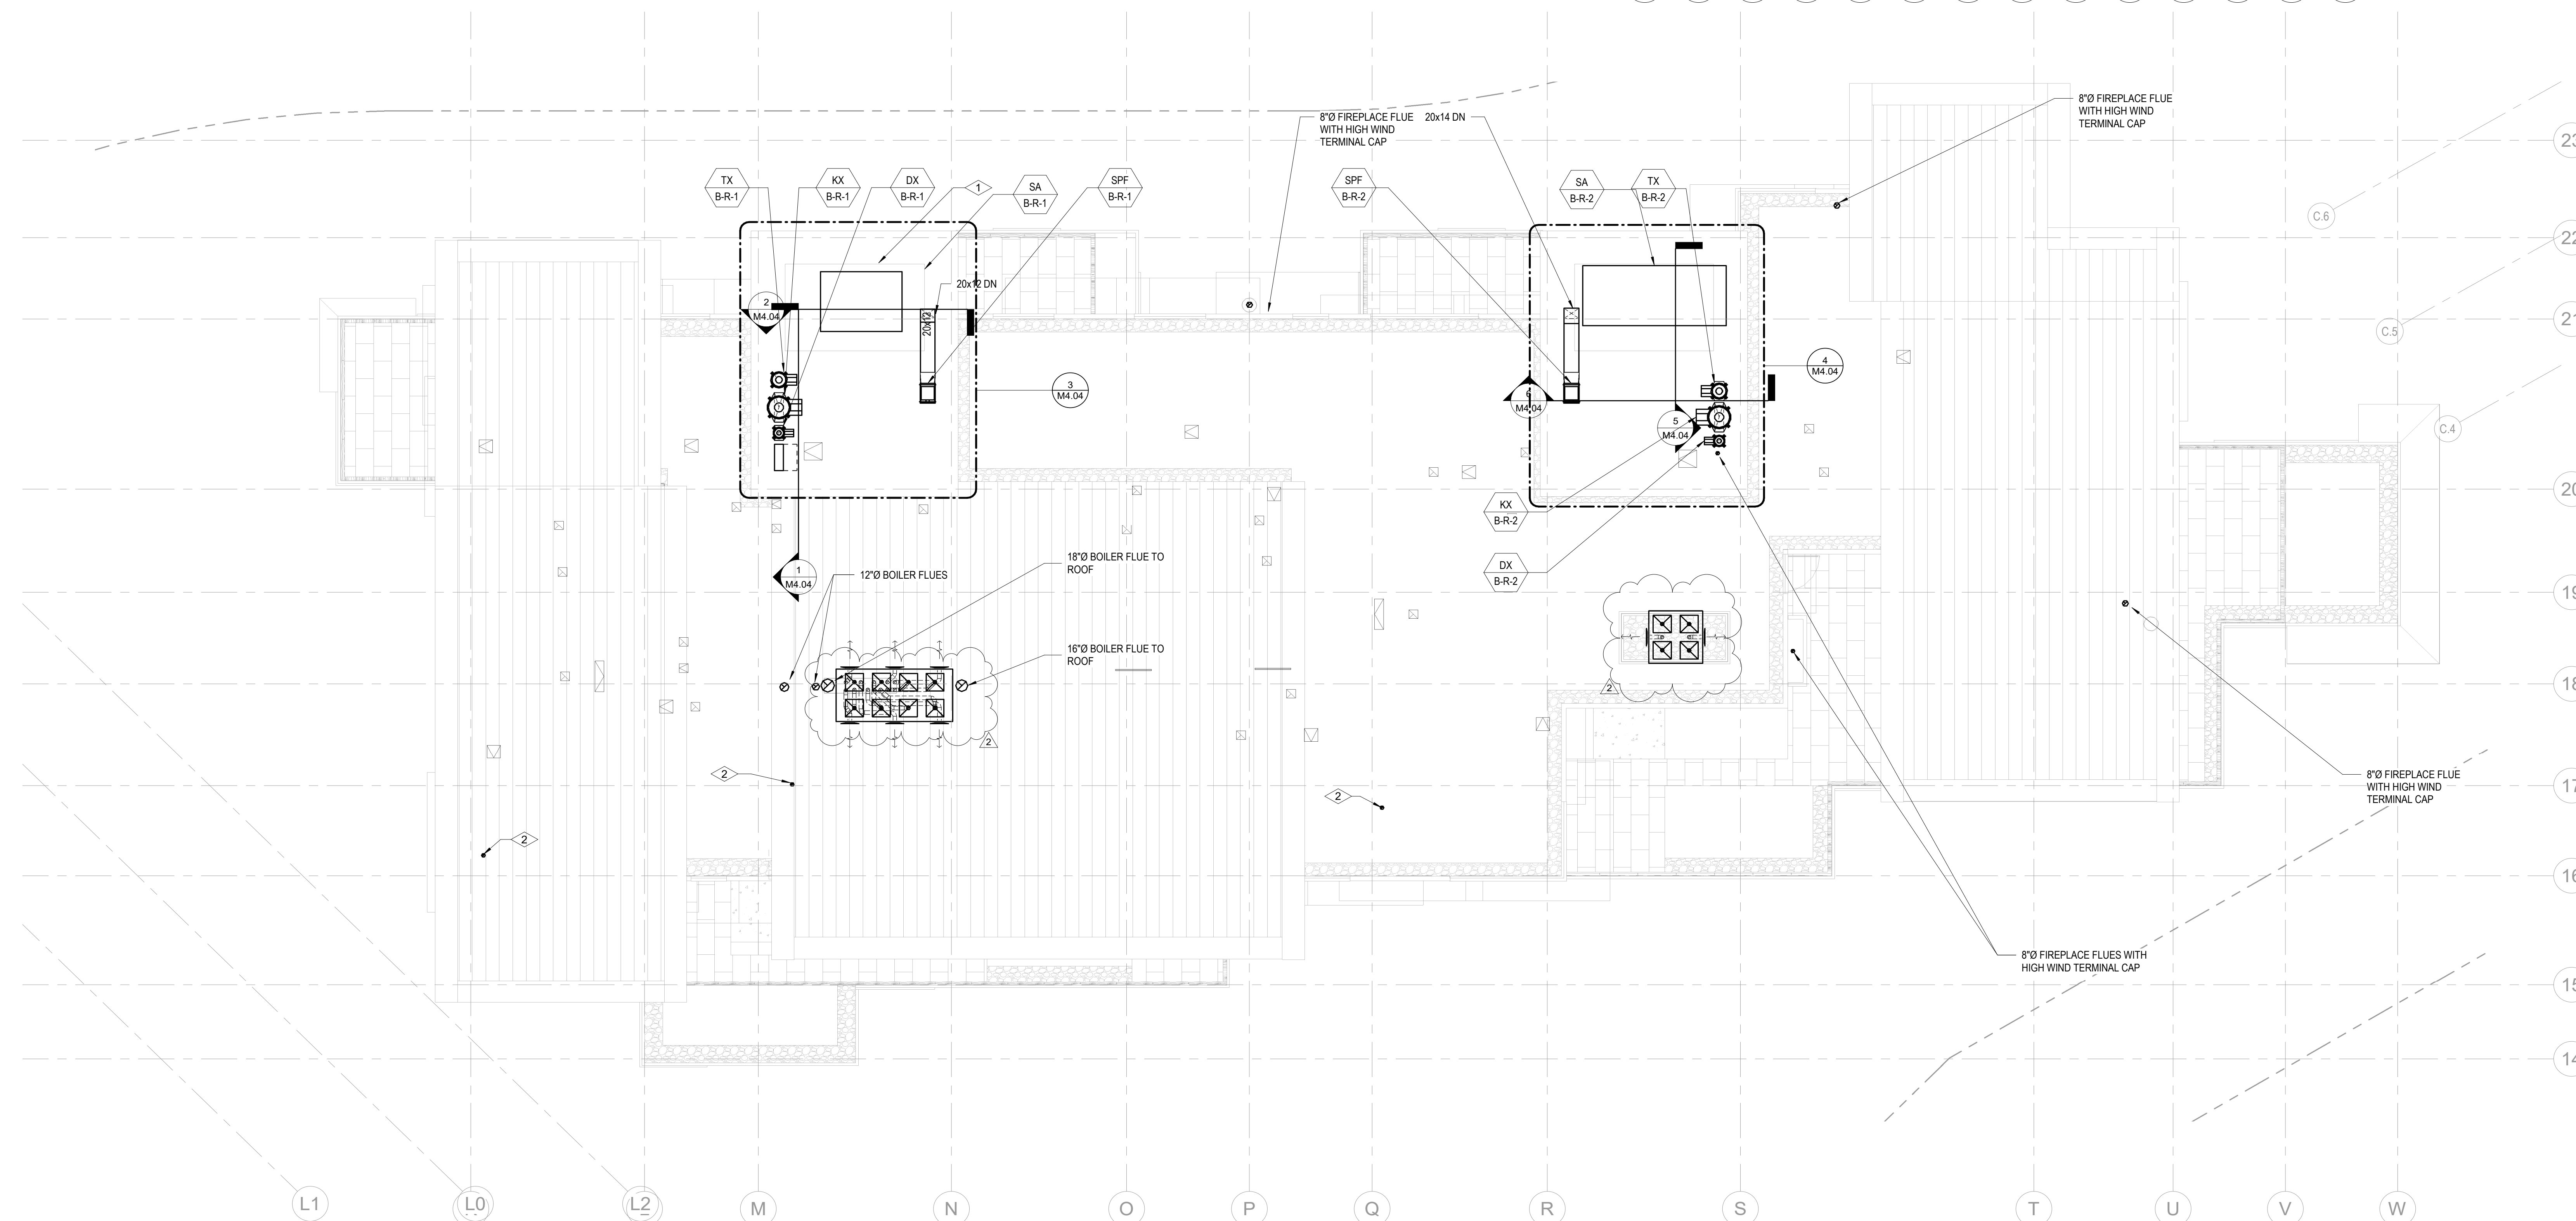 8"Ø FIREPLACE FLUE
WITH HIGH WIND
TERMINAL CAP
8"Ø FIREPLACE FLUE
WITH HIGH WIND
TERMINAL CAP
20x14 DN
TX
B-R-1
KX
B-R-1
DX
B-R-1
1
SA
B-R-1
SPF
B-R-1
SPF
B-R-2
SA
B-R-2
TX
B-R-2
C.6
C.5
C.4
20x12 DN
20x12
2
M4.04
3
M4.04
4
M4.04
6
M4.04
5
M4.04
KX
B-R-2
DX
B-R-2
1
M4.04
18"Ø BOILER FLUE TO
ROOF
12"Ø BOILER FLUES
16"Ø BOILER FLUE TO
ROOF
2
2
2
2
2
8"Ø FIREPLACE FLUE
WITH HIGH WIND
TERMINAL CAP
8"Ø FIREPLACE FLUES WITH
HIGH WIND TERMINAL CAP
22
21
20
19
18
17
16
15
14
L1
L0
L2
M
N
O
P
Q
R
S
T
U
V
W